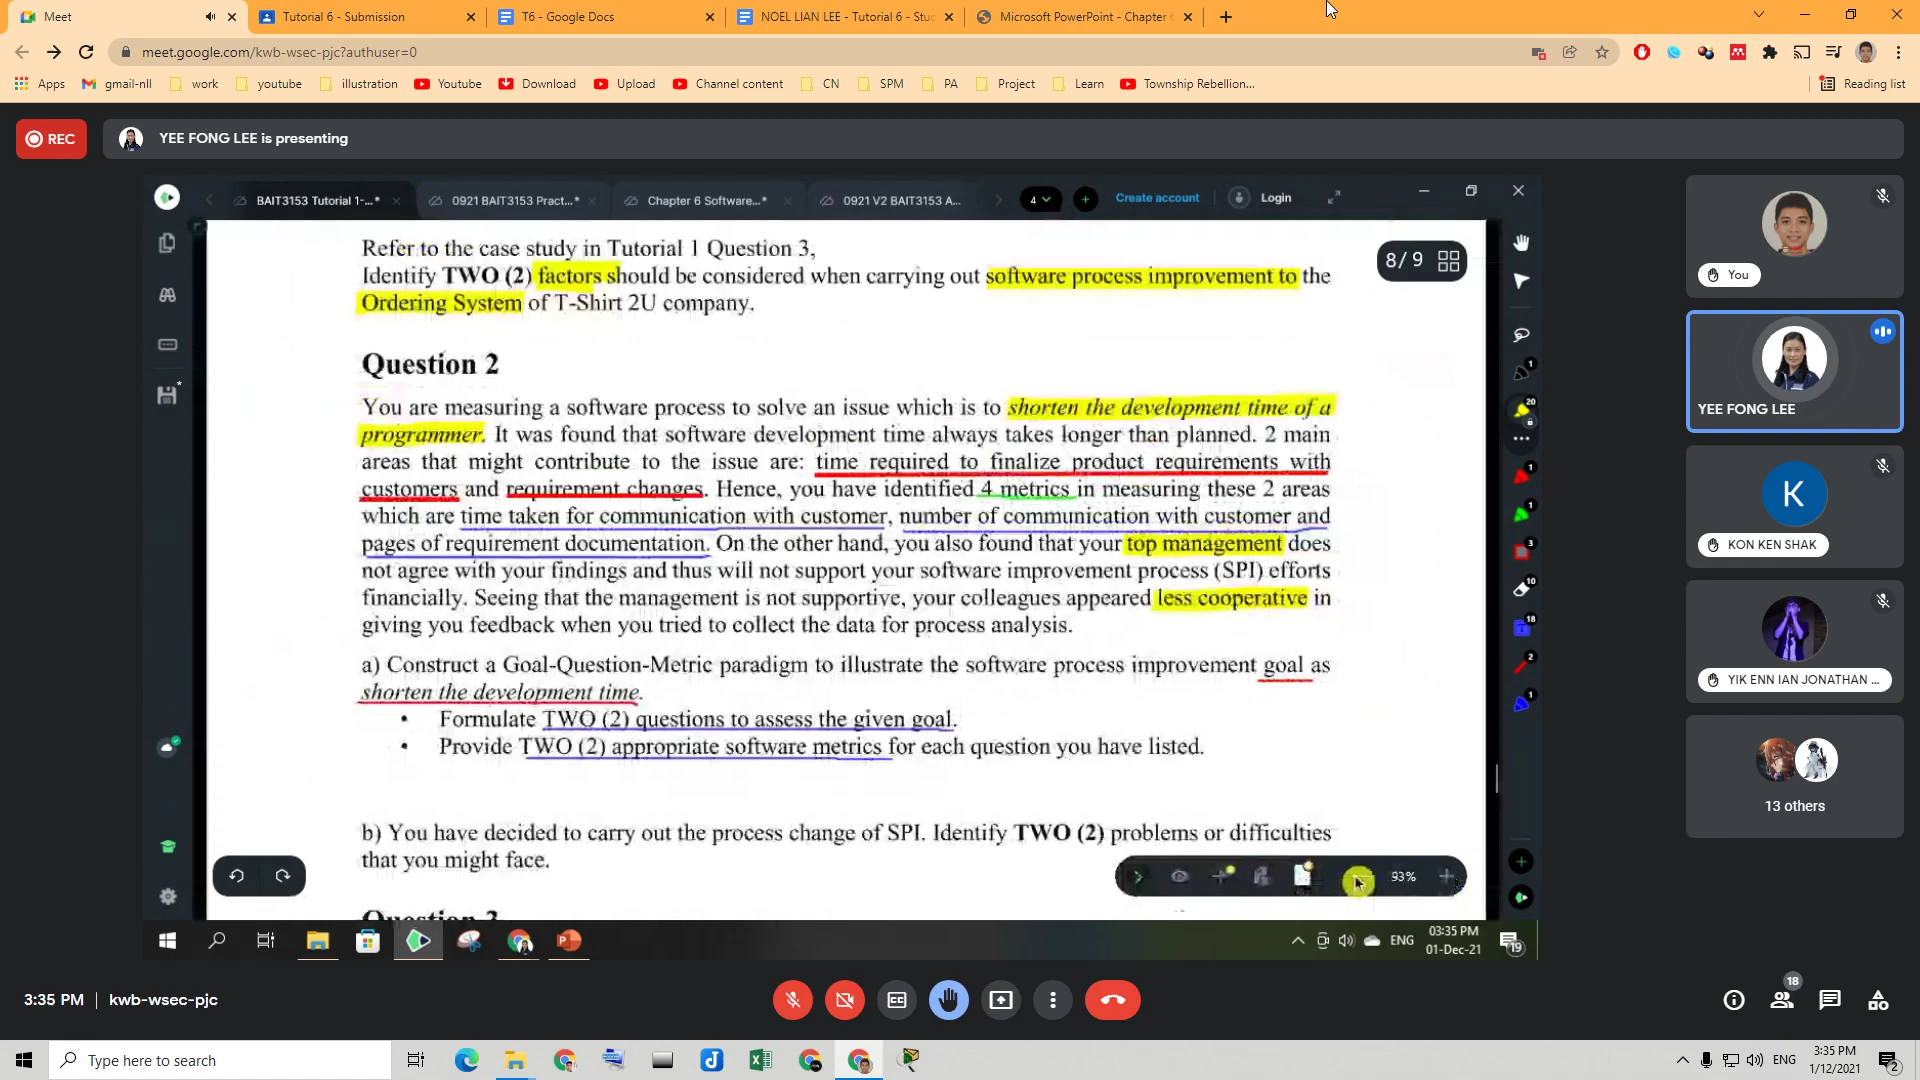 Meet
Tutorial 6 - Submission
T6 - Google Docs
NOEL LIAN LEE - Tutorial 6 - Stud
Microsoft PowerPoint - Chapter
meet.google.com/kwb-wsec-pjc?authuser=0
Apps
gmail-nll
work
youtube
illustration
Youtube
Download
Upload
Channel content
CN
SPM
PA
Project
Learn
Township Rebellion...
Reading list
REC
YEE FONG LEE is presenting
BAIT3153 Tutorial 1-...*
0921 BAIT3153 Pract...*
Chapter 6 Software...*
0921 V2 BAIT3153 A...
4
Create account
Login
8/ 9
Refer to the case study in Tutorial 1 Question 3,
Identify TWO (2) factors should be considered when carrying out software process improvement to the
Ordering System of T-Shirt 2U company.
Question 2
You are measuring a software process to solve an issue which is to shorten the development time of a
programmer. It was found that software development time always takes longer than planned. 2 main
areas that might contribute to the issue are: time required to finalize product requirements with
customers and requirement changes. Hence, you have identified 4 metrics in measuring these 2 areas
which are time taken for communication with customer, number of communication with customer and
pages of requirement documentation. On the other hand, you also found that your top management does
not agree with your findings and thus will not support your software improvement process (SPI) efforts
financially. Seeing that the management is not supportive, your colleagues appeared less cooperative in
giving you feedback when you tried to collect the data for process analysis.
a) Construct a Goal-Question-Metric paradigm to illustrate the software process improvement goal as
shorten the development time.
• Formulate TWO (2) questions to assess the given goal.
• Provide TWO (2) appropriate software metrics for each question you have listed.
b) You have decided to carry out the process change of SPI. Identify TWO (2) problems or difficulties
that you might face.
93%
Question 3
1
20
1
1
3
10
18
2
1
03:35 PM
ENG
01-Dec-21
19
You
YEE FONG LEE
K
KON KEN SHAK
YIK ENN IAN JONATHAN ...
13 others
3:35 PM | kwb-wsec-pjc
18
Type here to search
ENG
3:35 PM
1/12/2021
2